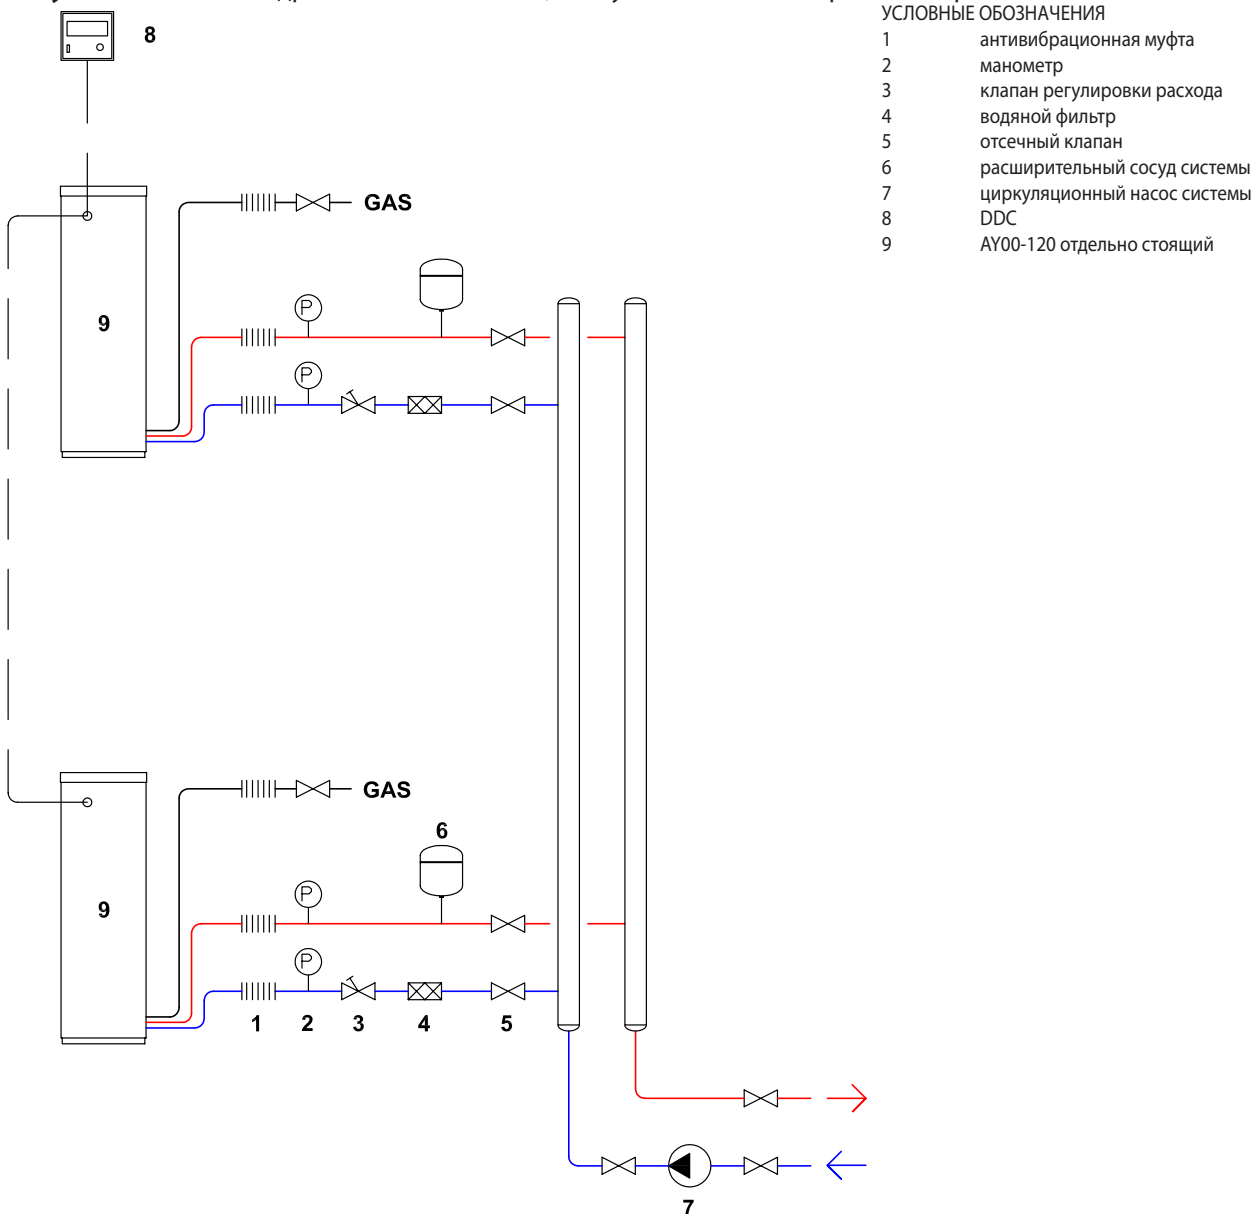 УСЛОВНЫЕ ОБОЗНАЧЕНИЯ
1 антивибрационная муфта
2 манометр
3 клапан регулировки расхода
4 водяной фильтр
5 отсечный клапан
6 расширительный сосуд системы
7 циркуляционный насос системы
8 DDC
9 AY00-120 отдельно стоящий
8
GAS
P
9
P
GAS
6
P
9
P
1 2 3 4 5
7